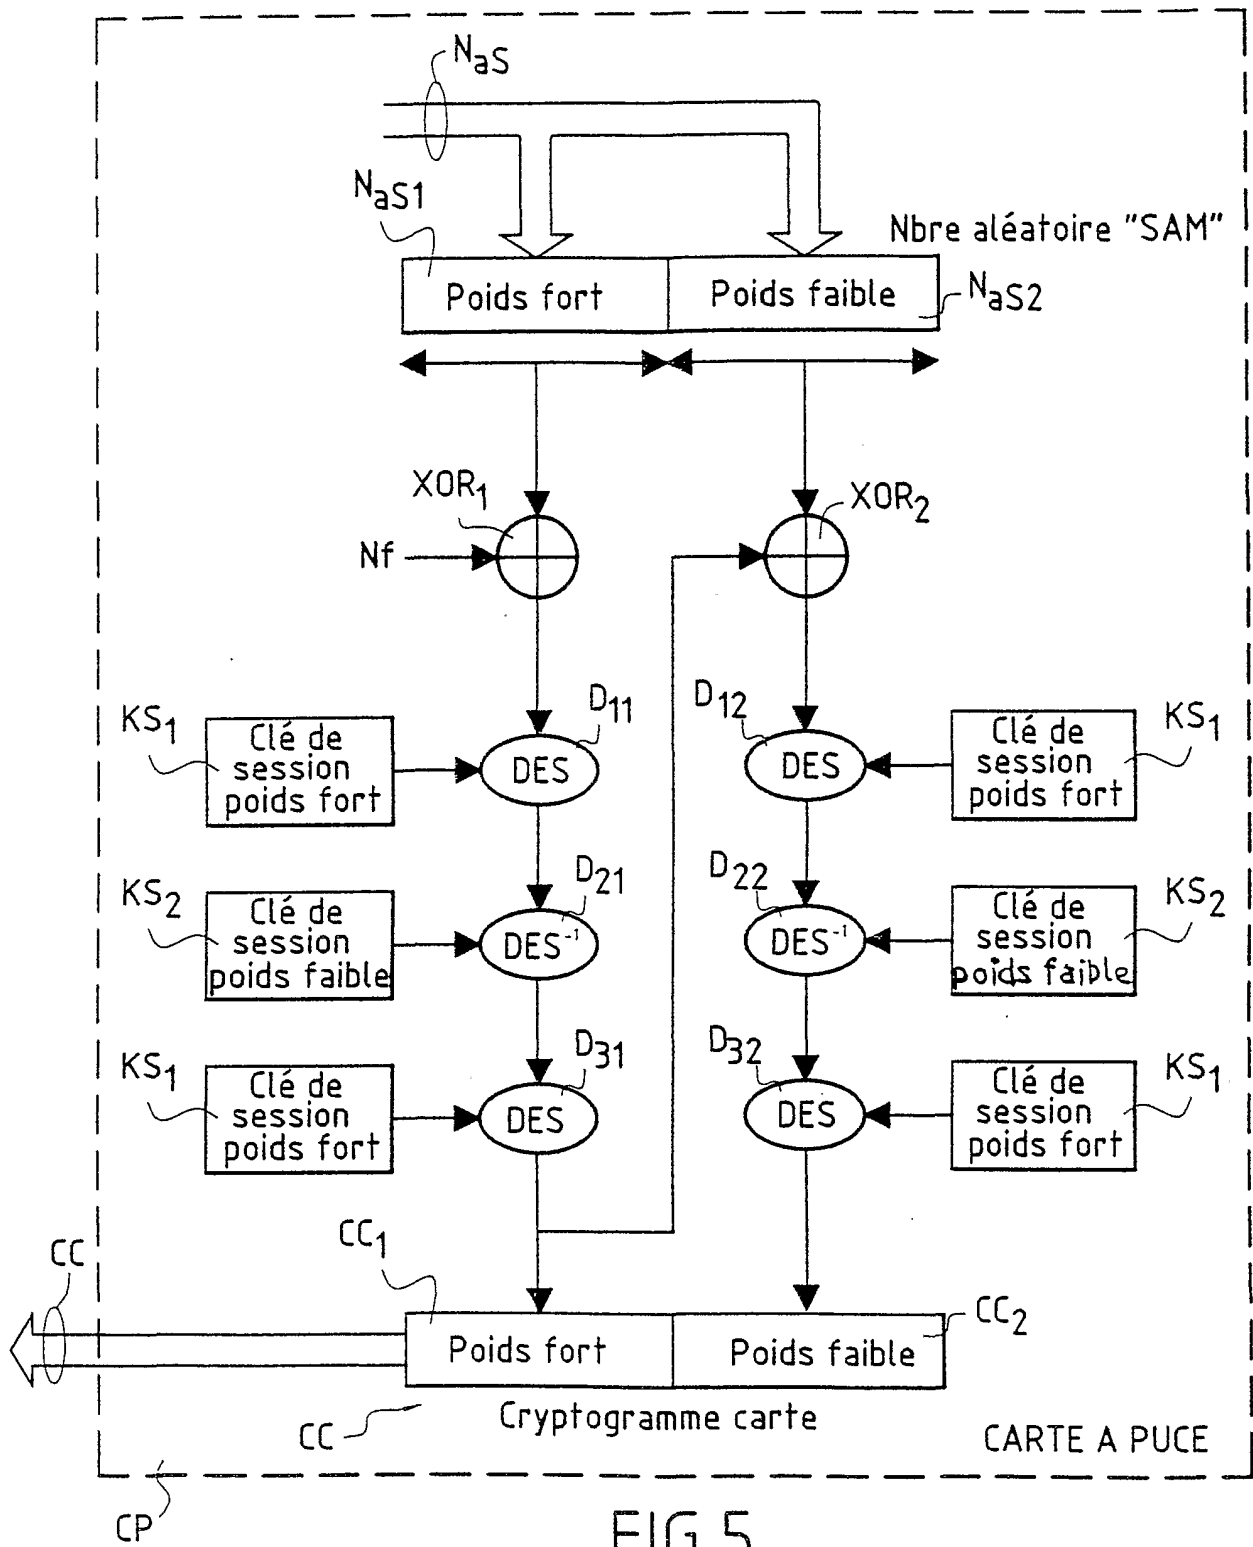 NaS
NaS1
Nbre aléatoire "SAM"
Poids fort
Poids faible
NaS2
XOR1
XOR2
Nf
KS1
Clé de
session
poids fort
D11
DES
D12
DES
Clé de
session
poids fort
KS1
KS2
Clé de
session
poids faible
D21
DES-1
D22
DES-1
Clé de
session
poids faible
KS2
KS1
Clé de
session
poids fort
D31
DES
D32
DES
Clé de
session
poids fort
KS1
CC
CC1
Poids fort
Poids faible
CC2
CC
Cryptogramme carte
CARTE A PUCE
CP
FIG.5